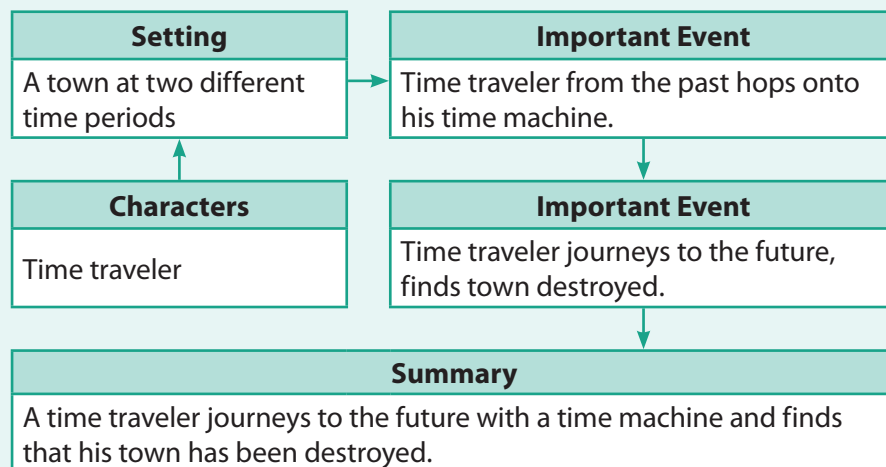 Setting
A town at two different
time periods
Important Event
Time traveler from the past hops onto
his time machine.
Characters
Time traveler
Important Event
Time traveler journeys to the future,
finds town destroyed.
Summary
A time traveler journeys to the future with a time machine and finds
that his town has been destroyed.